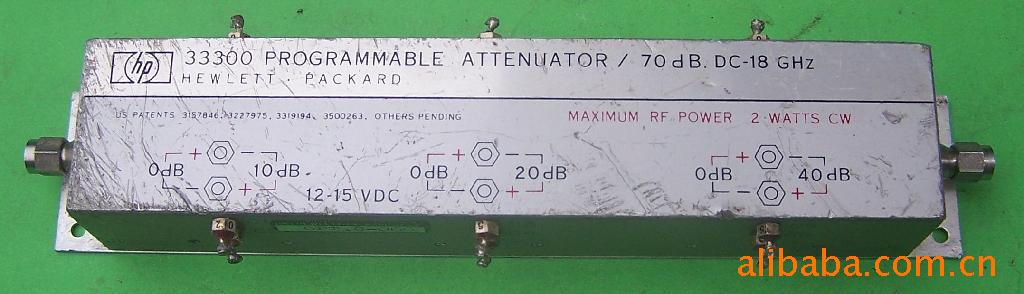 hp 33300 PROGRAMMABLE ATTENUATOR / 70 dB. DC-18 GHz
HEWLETT · PACKARD
US PATENTS 3157846, 3227975, 3319194, 3500263, OTHERS PENDING
MAXIMUM RF POWER 2 WATTS CW
0dB + − 10dB − +
0dB + − 20dB − +
0dB + − 40dB − +
12-15 VDC
alibaba.com.cn